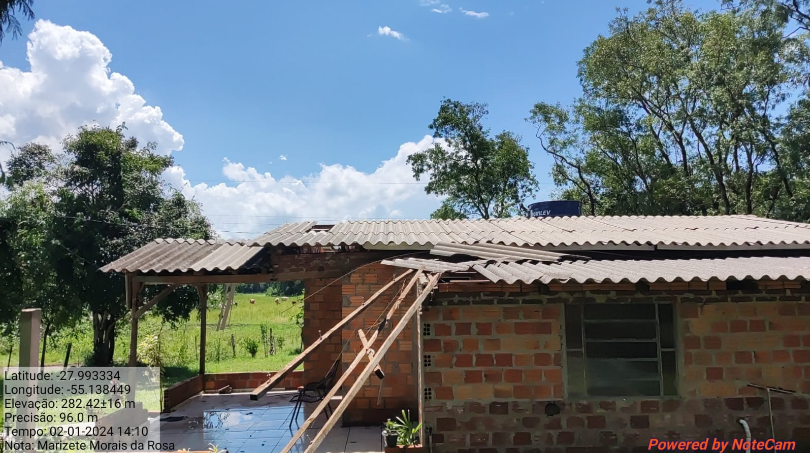 Latitude: -27.993334
Longitude: -55.138449
Elevação: 282.42±16 m
Precisão: 96.0 m
Tempo: 02-01-2024 14:10
Nota: Marizete Morais da Rosa
Powered by NoteCam